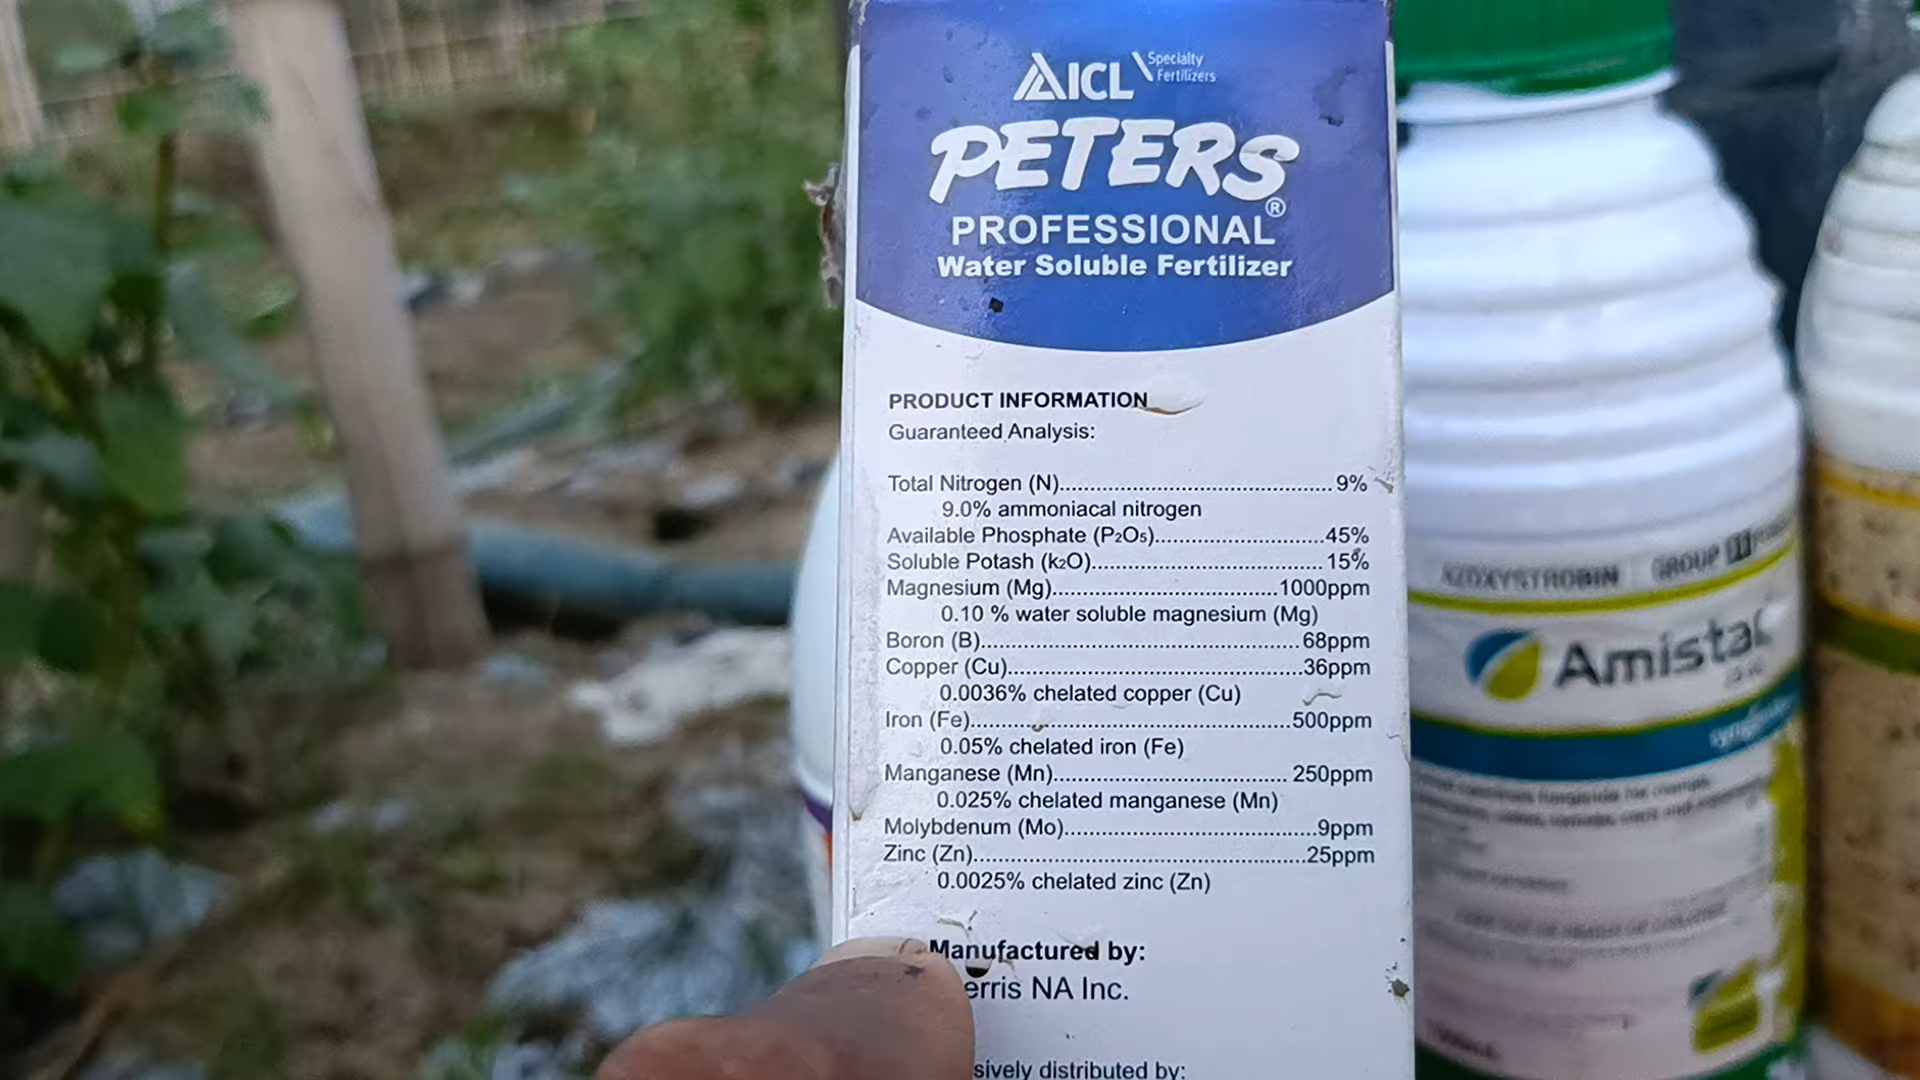 ICL Specialty
Fertilizers
PETERS®
PROFESSIONAL
Water Soluble Fertilizer
PRODUCT INFORMATION
Guaranteed Analysis:
Total Nitrogen (N)..........9%
9.0% ammoniacal nitrogen
Available Phosphate (P₂O₅)..........45%
Soluble Potash (k₂O)..........15%
Magnesium (Mg)..........1000ppm
0.10 % water soluble magnesium (Mg)
Boron (B)..........68ppm
Copper (Cu)..........36ppm
0.0036% chelated copper (Cu)
Iron (Fe)..........500ppm
0.05% chelated iron (Fe)
Manganese (Mn)..........250ppm
0.025% chelated manganese (Mn)
Molybdenum (Mo)..........9ppm
Zinc (Zn)..........25ppm
0.0025% chelated zinc (Zn)
Manufactured by:
erris NA Inc.
sively distributed by:
AZOXYSTROBIN GROUP 11
Amistar